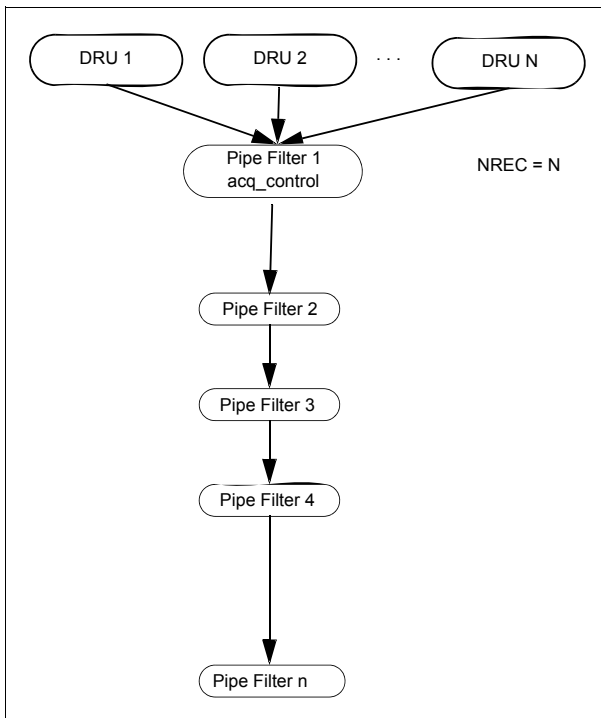 DRU 1
DRU 2
. . .
DRU N
Pipe Filter 1
acq_control
NREC = N
Pipe Filter 2
Pipe Filter 3
Pipe Filter 4
Pipe Filter n